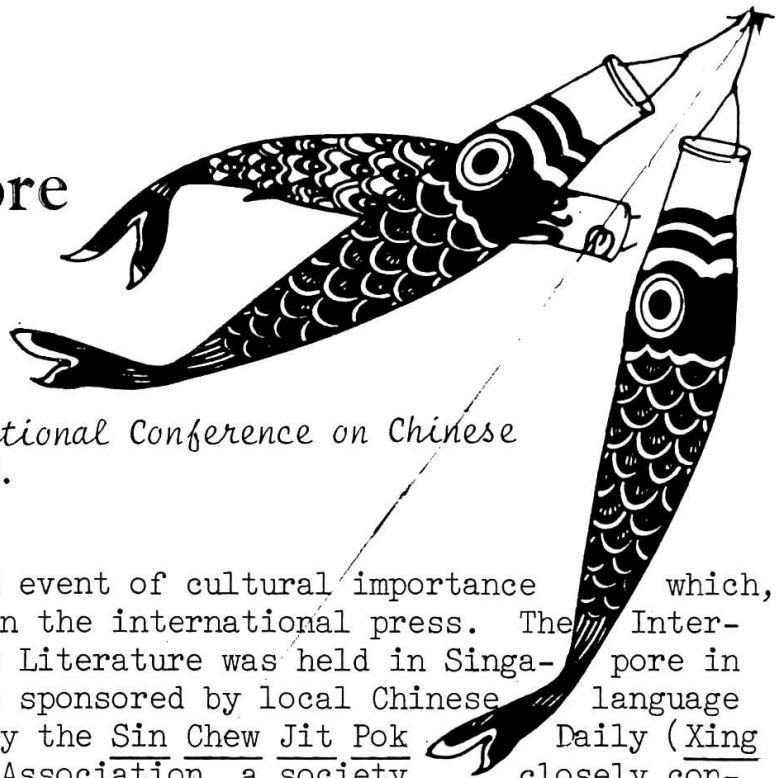 ore
tional Conference on Chinese
.
event of cultural importance which,
n the international press. The Inter-
Literature was held in Singa- pore in
sponsored by local Chinese language
y the Sin Chew Jit Pok Daily (Xing
Association, a society closely con-